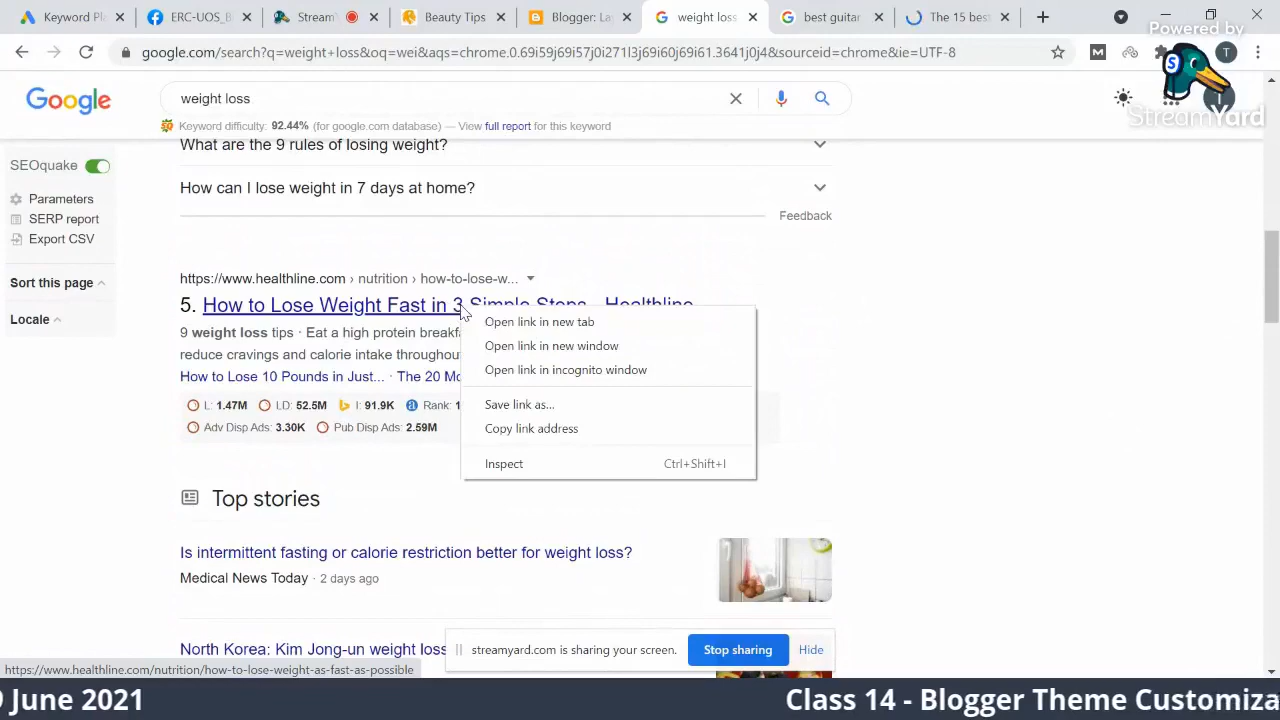 Keyword Pla
ERC-UOS_B
Stream
Beauty Tips
Blogger: La
weight loss
best guitar
The 15 best
google.com/search?q=weight+loss&oq=wei&aqs=chrome.0.69i59j69i57j0i271l3j69i60j69i61.3641j0j4&sourceid=chrome&ie=UTF-8
Powered by
StreamYard
Google
weight loss
Keyword difficulty: 92.44% (for google.com database) — View full report for this keyword
SEOquake
Parameters
SERP report
Export CSV
Sort this page
Locale
What are the 9 rules of losing weight?
How can I lose weight in 7 days at home?
Feedback
https://www.healthline.com › nutrition › how-to-lose-w...
5. How to Lose Weight Fast in 3 Simple Steps - Healthline
9 weight loss tips · Eat a high protein breakfa
reduce cravings and calorie intake throughou
How to Lose 10 Pounds in Just... · The 20 Mo
L: 1.47M LD: 52.5M I: 91.9K Rank: 1
Adv Disp Ads: 3.30K Pub Disp Ads: 2.59M
Open link in new tab
Open link in new window
Open link in incognito window
Save link as...
Copy link address
Inspect Ctrl+Shift+I
Top stories
Is intermittent fasting or calorie restriction better for weight loss?
Medical News Today · 2 days ago
North Korea: Kim Jong-un weight loss
streamyard.com is sharing your screen.
Stop sharing
Hide
https://www.healthline.com/nutrition/how-to-lose-weight-as-fast-as-possible
9 June 2021
Class 14 - Blogger Theme Customiza